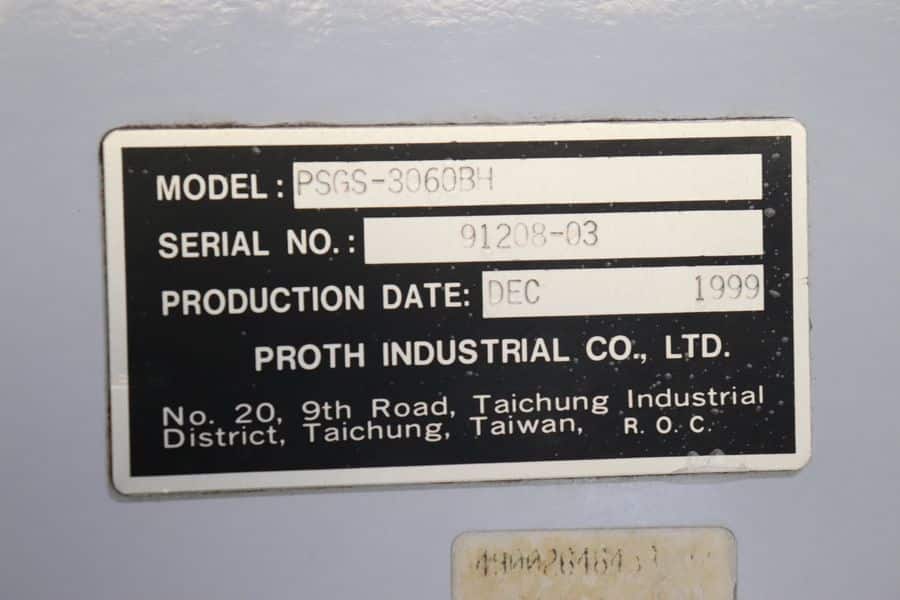 MODEL: PSGS-3060BH
SERIAL NO.: 91208-03
PRODUCTION DATE: DEC 1999
PROTH INDUSTRIAL CO., LTD.
No. 20, 9th Road, Taichung Industrial
District, Taichung, Taiwan, R. O. C.